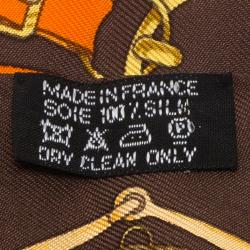 MADE IN FRANCE
SOIE 100% SILK
DRY CLEAN ONLY